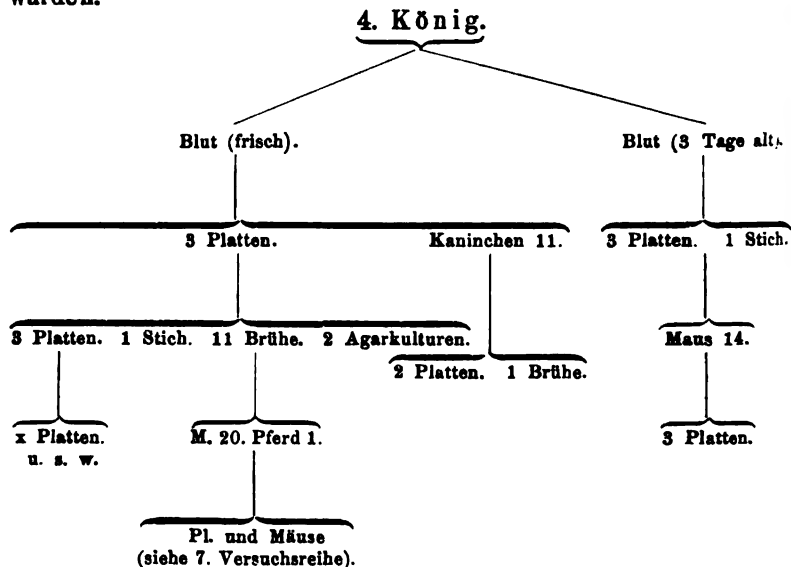 wurden.
4. König.
Blut (frisch). Blut (3 Tage alt).
3 Platten. Kaninchen 11. 3 Platten. 1 Stich.
3 Platten. 1 Stich. 11 Brühe. 2 Agarkulturen. Maus 14.
2 Platten. 1 Brühe.
x Platten. M. 20. Pferd 1. 3 Platten.
u. s. w.
Pl. und Mäuse
(siehe 7. Versuchsreihe).